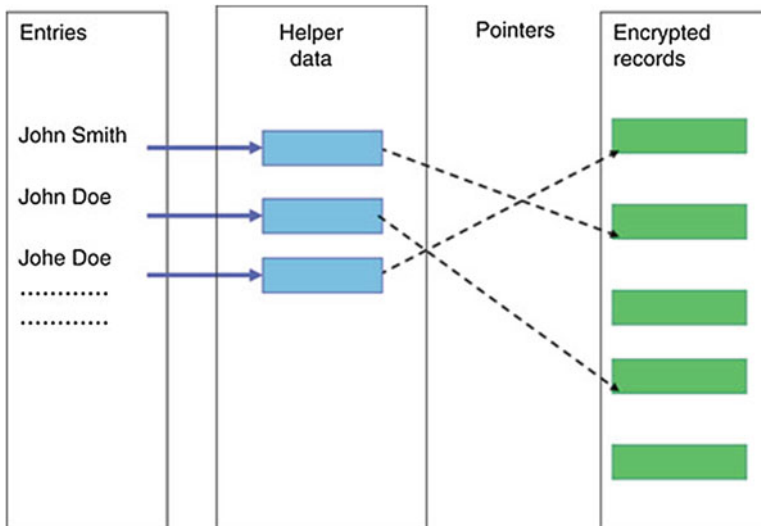 Entries
Helper
data
Pointers
Encrypted
records
John Smith
John Doe
Johe Doe
............
............